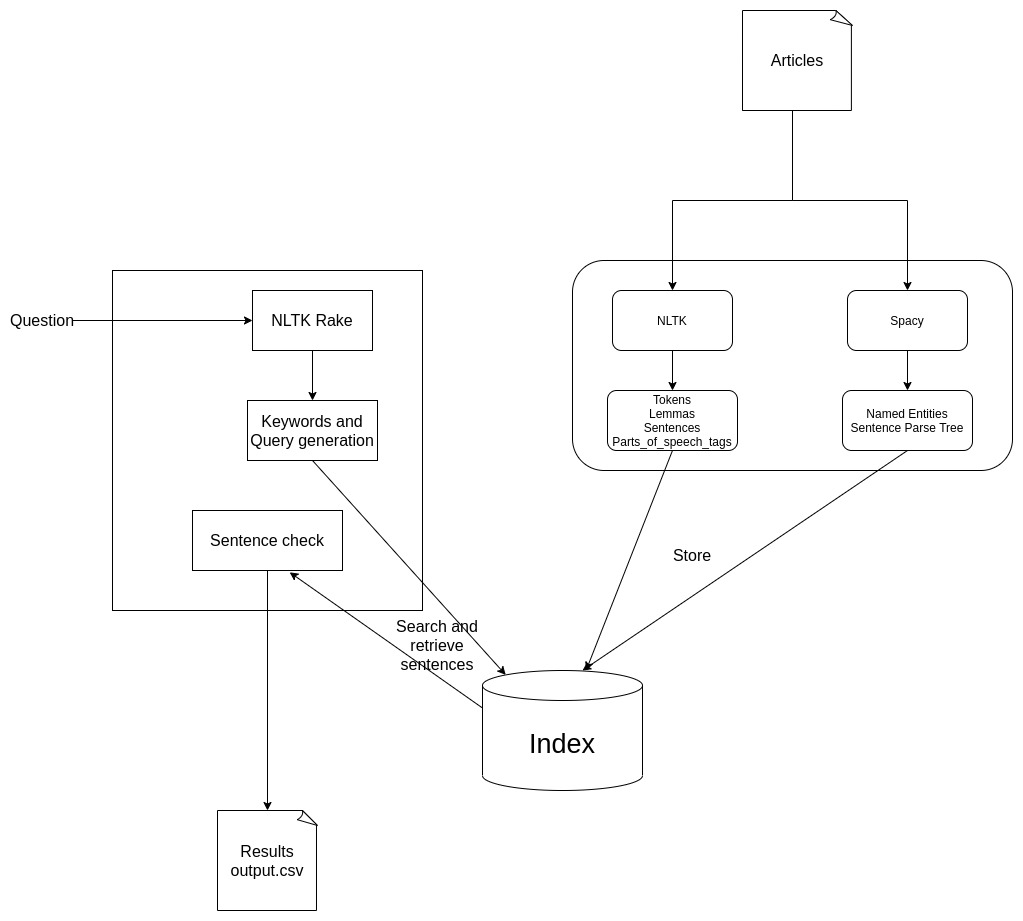 Articles
Question
NLTK Rake
NLTK
Spacy
Keywords and
Query generation
Tokens
Lemmas
Sentences
Parts_of_speech_tags
Named Entities
Sentence Parse Tree
Sentence check
Store
Search and
retrieve
sentences
Index
Results
output.csv